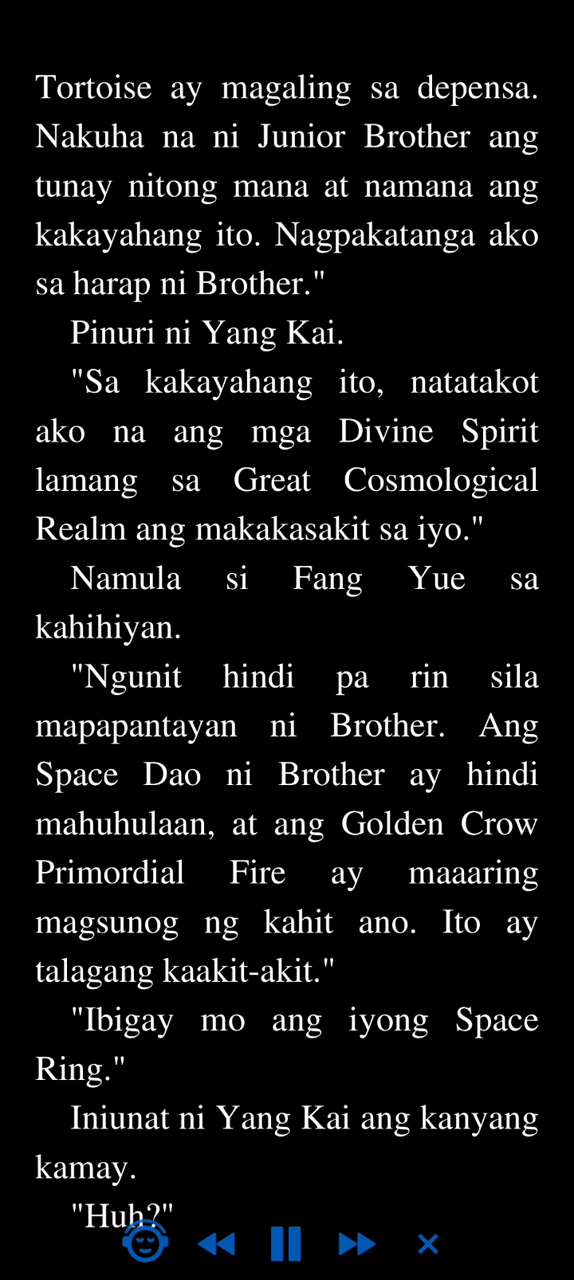 Tortoise ay magaling sa depensa.
Nakuha na ni Junior Brother ang
tunay nitong mana at namana ang
kakayahang ito. Nagpakatanga ako
sa harap ni Brother."
Pinuri ni Yang Kai.
"Sa kakayahang ito, natatakot
ako na ang mga Divine Spirit
lamang sa Great Cosmological
Realm ang makakasakit sa iyo."
Namula si Fang Yue sa
kahihiyan.
"Ngunit hindi pa rin sila
mapapantayan ni Brother. Ang
Space Dao ni Brother ay hindi
mahuhulaan, at ang Golden Crow
Primordial Fire ay maaaring
magsunog ng kahit ano. Ito ay
talagang kaakit-akit."
"Ibigay mo ang iyong Space
Ring."
Iniunat ni Yang Kai ang kanyang
kamay.
"Huh?"